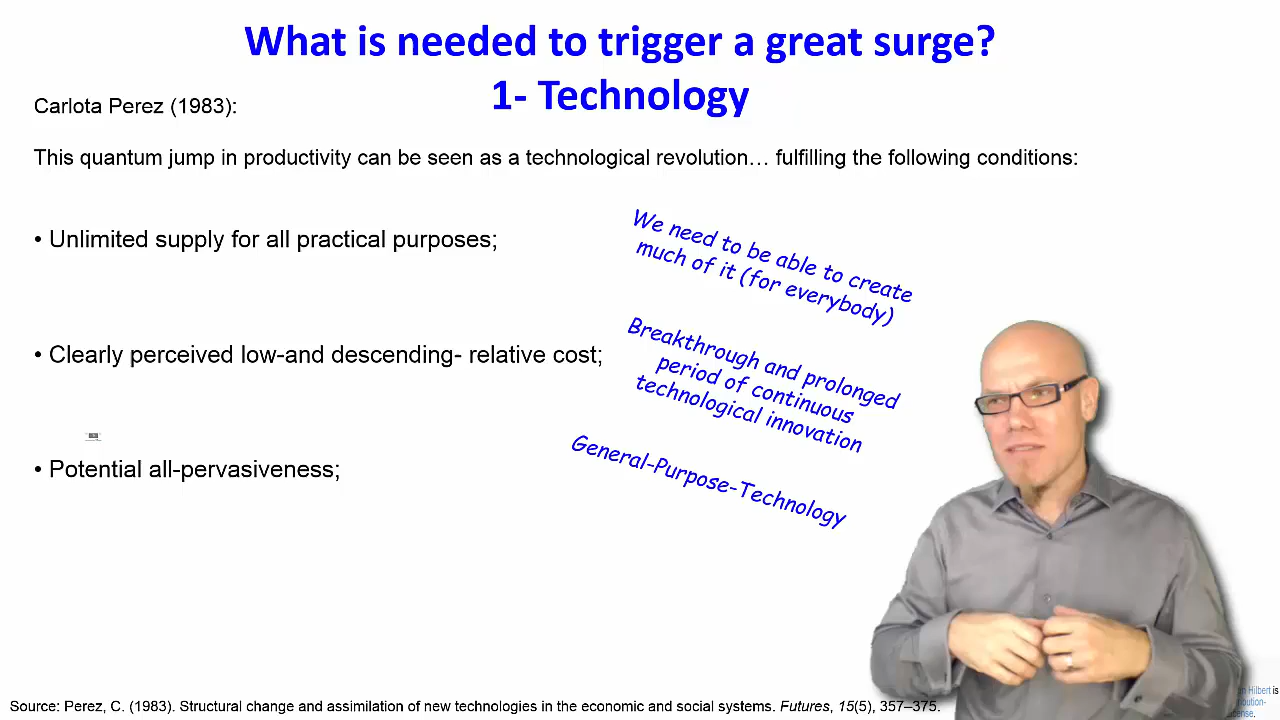 What is needed to trigger a great surge?
1- Technology
Carlota Perez (1983):
This quantum jump in productivity can be seen as a technological revolution… fulfilling the following conditions:
• Unlimited supply for all practical purposes;
We need to be able to create
much of it (for everybody)
• Clearly perceived low-and descending- relative cost;
Breakthrough and prolonged
period of continuous
technological innovation
• Potential all-pervasiveness;
General-Purpose-Technology
Source: Perez, C. (1983). Structural change and assimilation of new technologies in the economic and social systems. Futures, 15(5), 357–375.
Hilbert is